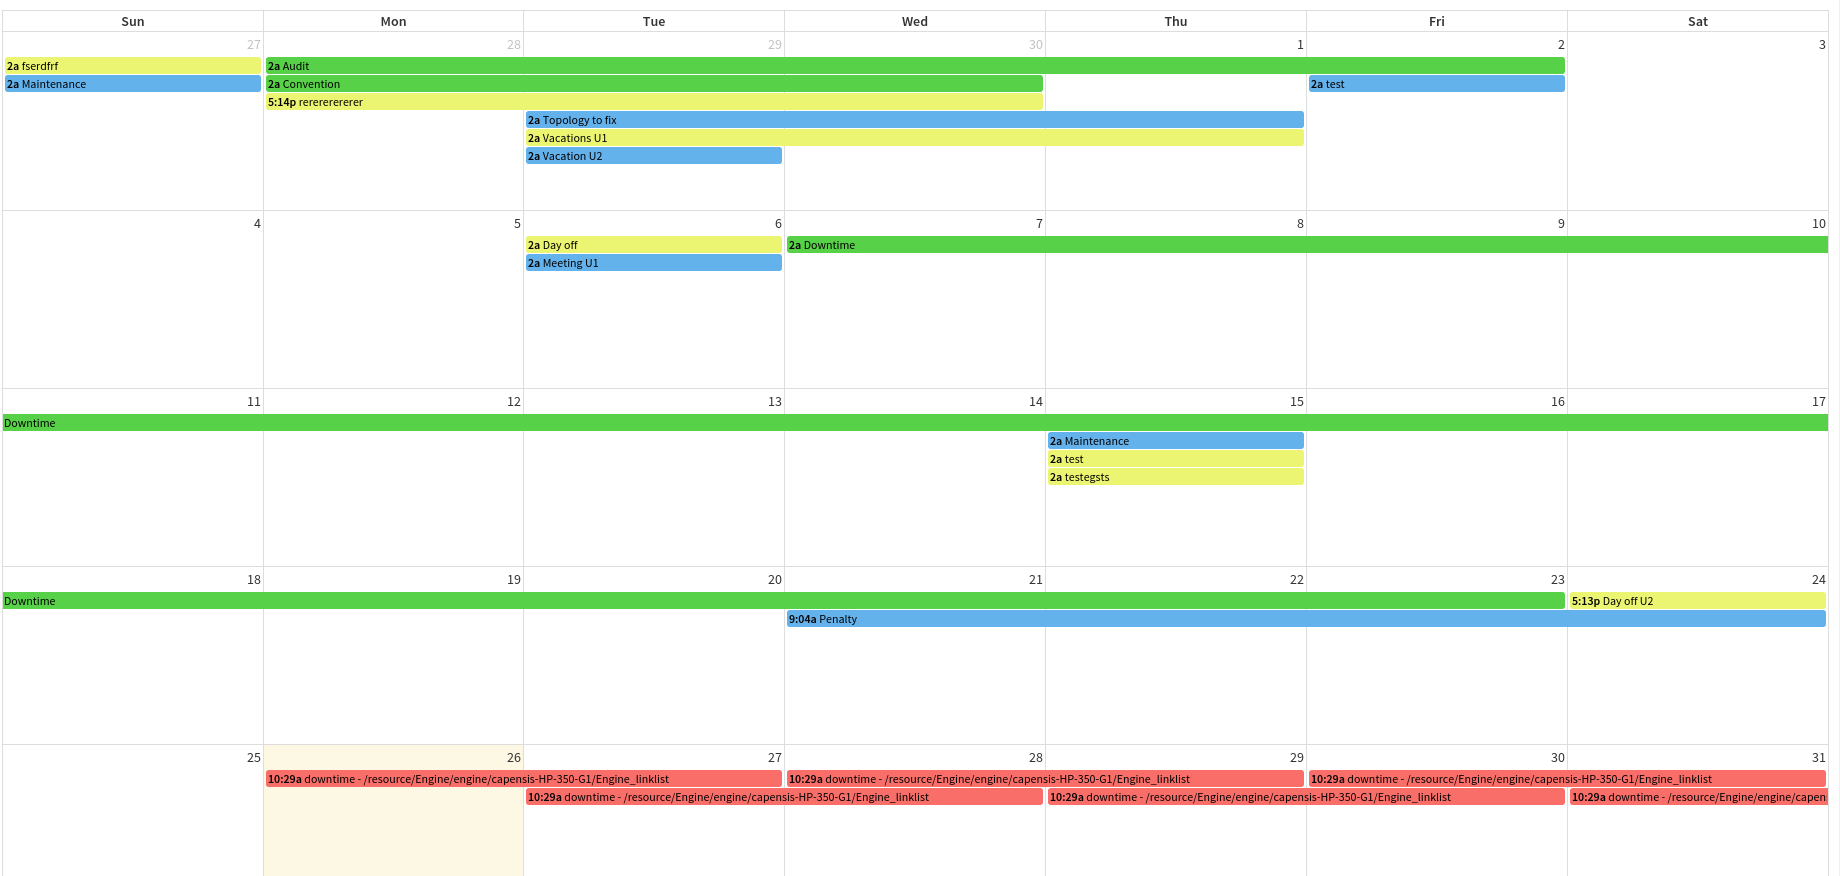 Sun Mon Tue Wed Thu Fri Sat
27 28 29 30 1 2 3
2a fserdfrf
2a Audit
2a Maintenance
2a Convention
2a test
5:14p rererererer
2a Topology to fix
2a Vacations U1
2a Vacation U2
4 5 6 7 8 9 10
2a Day off
2a Downtime
2a Meeting U1
11 12 13 14 15 16 17
Downtime
2a Maintenance
2a test
2a testegsts
18 19 20 21 22 23 24
Downtime
5:13p Day off U2
9:04a Penalty
25 26 27 28 29 30 31
10:29a downtime - /resource/Engine/engine/capensis-HP-350-G1/Engine_linklist
10:29a downtime - /resource/Engine/engine/capensis-HP-350-G1/Engine_linklist
10:29a downtime - /resource/Engine/engine/capensis-HP-350-G1/Engine_linklist
10:29a downtime - /resource/Engine/engine/capensis-HP-350-G1/Engine_linklist
10:29a downtime - /resource/Engine/engine/capensis-HP-350-G1/Engine_linklist
10:29a downtime - /resource/Engine/engine/capens